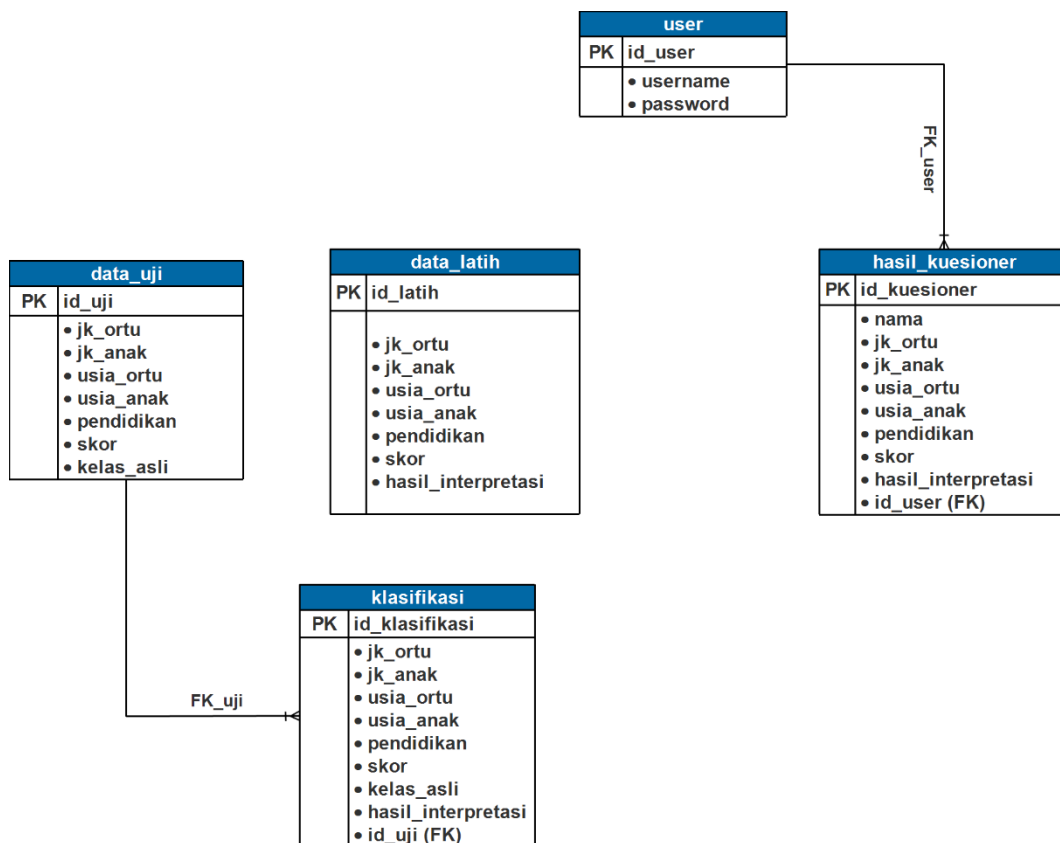 user
PK id_user
• username
• password
FK_user
data_uji
PK id_uji
• jk_ortu
• jk_anak
• usia_ortu
• usia_anak
• pendidikan
• skor
• kelas_asli
data_latih
PK id_latih
• jk_ortu
• jk_anak
• usia_ortu
• usia_anak
• pendidikan
• skor
• hasil_interpretasi
hasil_kuesioner
PK id_kuesioner
• nama
• jk_ortu
• jk_anak
• usia_ortu
• usia_anak
• pendidikan
• skor
• hasil_interpretasi
• id_user (FK)
FK_uji
klasifikasi
PK id_klasifikasi
• jk_ortu
• jk_anak
• usia_ortu
• usia_anak
• pendidikan
• skor
• kelas_asli
• hasil_interpretasi
• id_uji (FK)